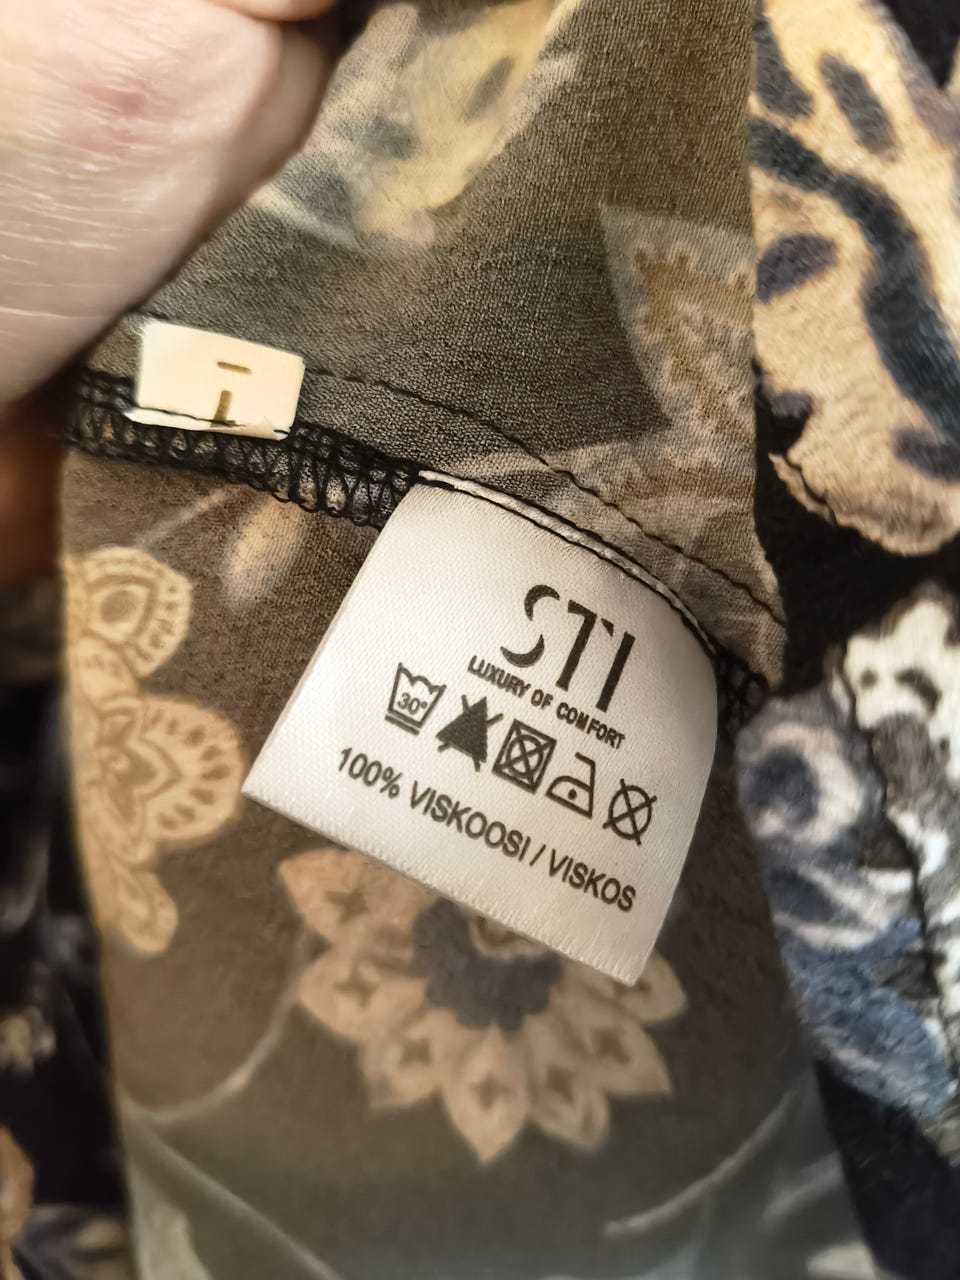 STI
LUXURY OF COMFORT
30°
100% VISKOOSI / VISKOS